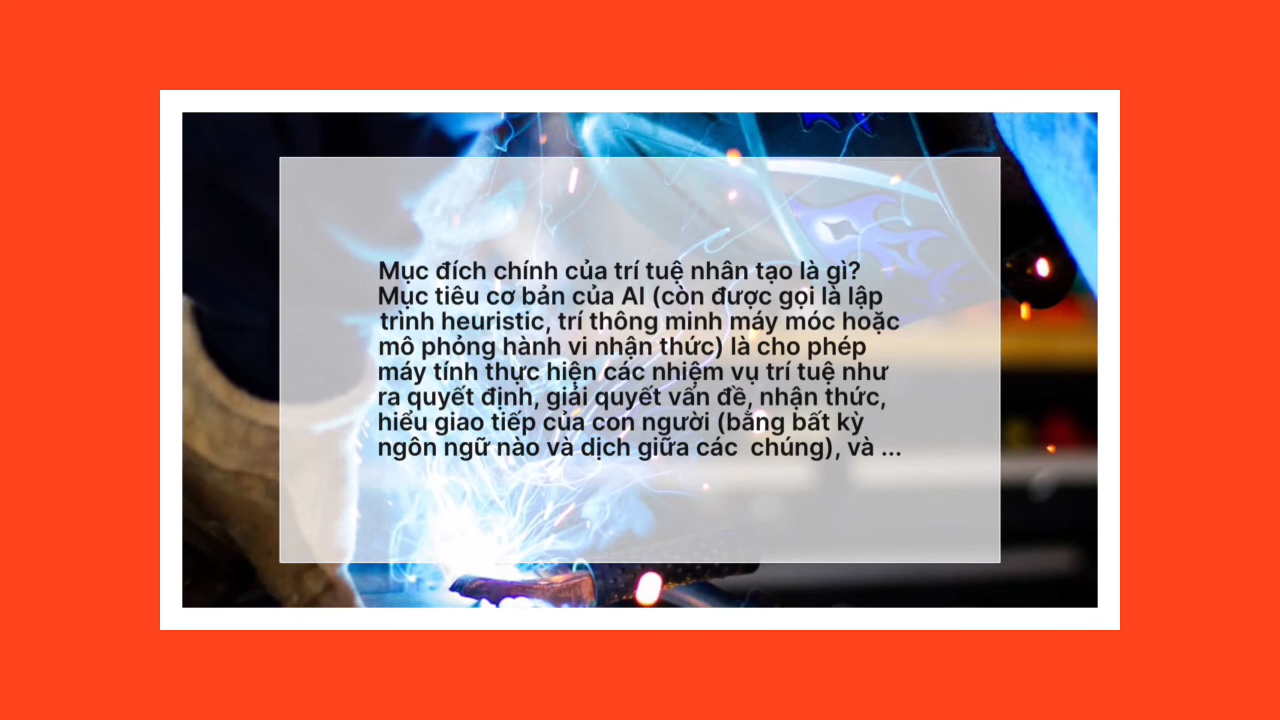 Mục đích chính của trí tuệ nhân tạo là gì?
Mục tiêu cơ bản của AI (còn được gọi là lập
trình heuristic, trí thông minh máy móc hoặc
mô phỏng hành vi nhận thức) là cho phép
máy tính thực hiện các nhiệm vụ trí tuệ như
ra quyết định, giải quyết vấn đề, nhận thức,
hiểu giao tiếp của con người (bằng bất kỳ
ngôn ngữ nào và dịch giữa các  chúng), và ...